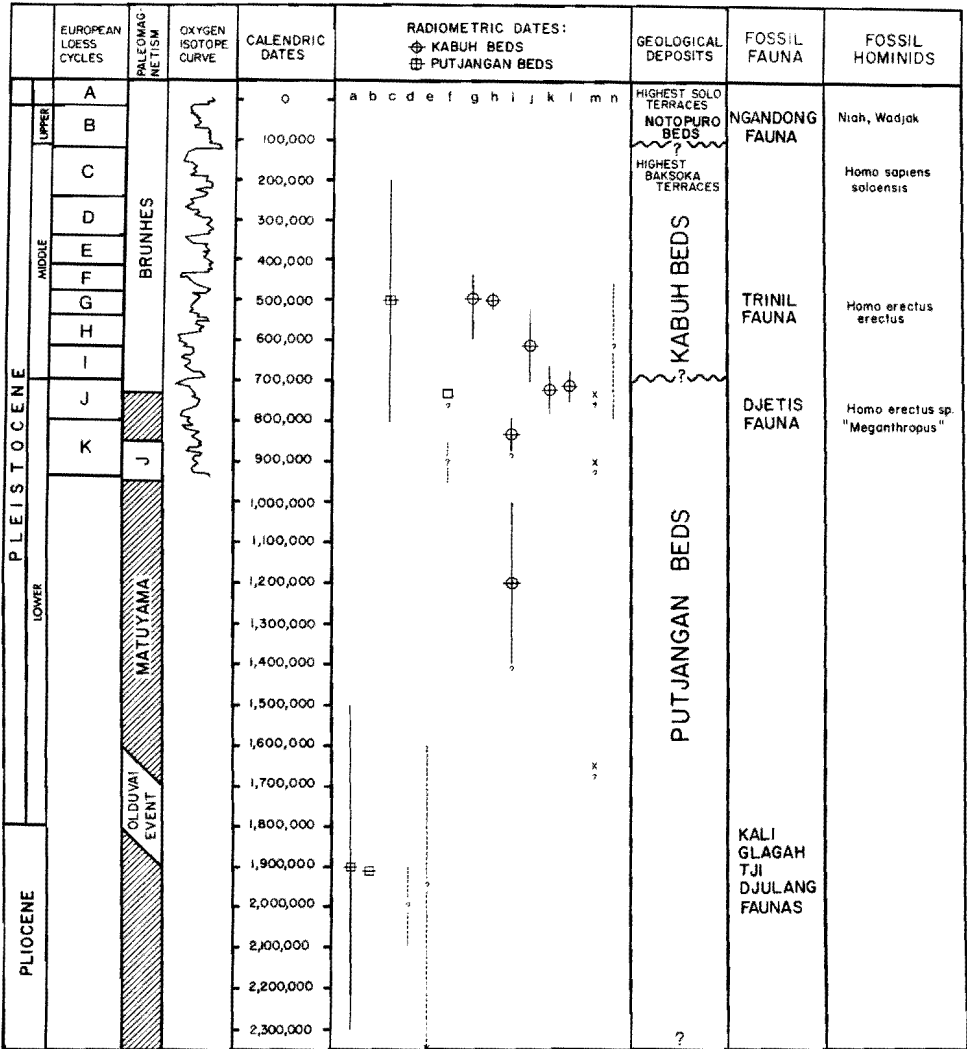 EUROPEAN
LOESS
CYCLES
PALEOMAG-
NETISM
OXYGEN
ISOTOPE
CURVE
CALENDRIC
DATES
RADIOMETRIC DATES:
KABUH BEDS
PUTJANGAN BEDS
GEOLOGICAL
DEPOSITS
FOSSIL
FAUNA
FOSSIL
HOMINIDS
PLEISTOCENE
PLIOCENE
UPPER
MIDDLE
LOWER
A
B
C
D
E
F
G
H
I
J
K
BRUNHES
J
MATUYAMA
OLDUVAI
EVENT
0
100,000
200,000
300,000
400,000
500,000
600,000
700,000
800,000
900,000
1,000,000
1,100,000
1,200,000
1,300,000
1,400,000
1,500,000
1,600,000
1,700,000
1,800,000
1,900,000
2,000,000
2,100,000
2,200,000
2,300,000
a b c d e f g h i j k l m n
?
?
?
?
?
?
?
?
?
?
x
x
x
HIGHEST SOLO
TERRACES
NOTOPURO
BEDS
?
HIGHEST
BAKSOKA
TERRACES
KABUH BEDS
?
PUTJANGAN BEDS
?
NGANDONG
FAUNA
TRINIL
FAUNA
DJETIS
FAUNA
KALI
GLAGAH
TJI
DJULANG
FAUNAS
Niah, Wadjak
Homo sapiens
soloensis
Homo erectus
erectus
Homo erectus sp.
"Meganthropus"